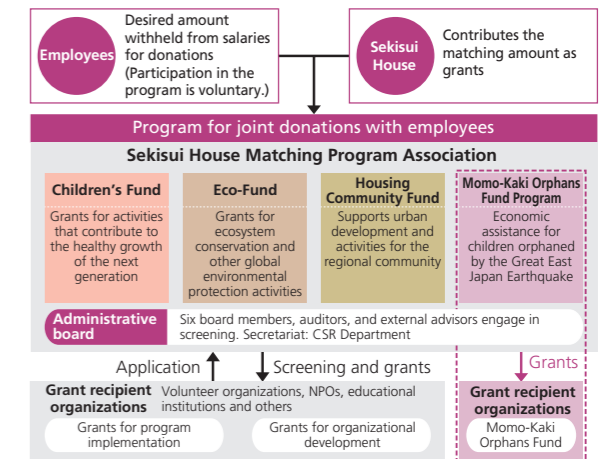 Employees
Desired amount
withheld from salaries
for donations
(Participation in the
program is voluntary.)
Sekisui
House
Contributes the
matching amount as
grants
Program for joint donations with employees
Sekisui House Matching Program Association
Children's Fund
Grants for activities
that contribute to
the healthy growth
of the next
generation
Eco-Fund
Grants for
ecosystem
conservation and
other global
environmental
protection activities
Housing
Community Fund
Supports urban
development and
activities for the
regional community
Momo-Kaki Orphans
Fund Program
Economic
assistance for
children orphaned
by the Great East
Japan Earthquake
Administrative
board
Six board members, auditors, and external advisors engage in
screening. Secretariat: CSR Department
Application
Screening and grants
Grants
Grant recipient
organizations
Volunteer organizations, NPOs, educational
institutions and others
Grants for program
implementation
Grants for organizational
development
Grant recipient
organizations
Momo-Kaki
Orphans Fund